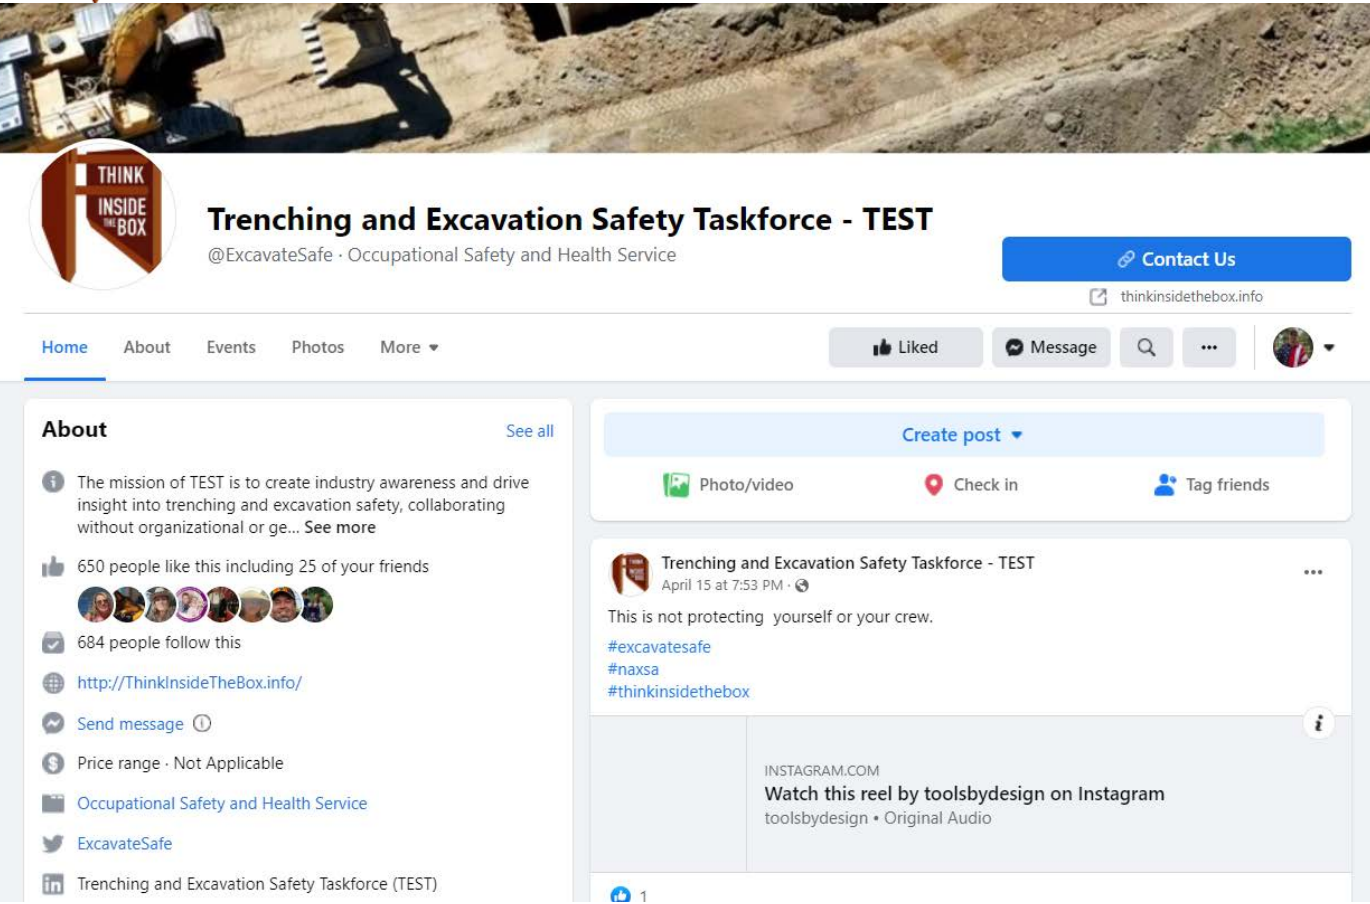 THINK
INSIDE
THE BOX
Trenching and Excavation Safety Taskforce - TEST
@ExcavateSafe · Occupational Safety and Health Service
Contact Us
thinkinsidethebox.info
Home About Events Photos More
Liked Message
About
See all
The mission of TEST is to create industry awareness and drive
insight into trenching and excavation safety, collaborating
without organizational or ge... See more
650 people like this including 25 of your friends
684 people follow this
http://ThinkInsideTheBox.info/
Send message
Price range · Not Applicable
Occupational Safety and Health Service
ExcavateSafe
Trenching and Excavation Safety Taskforce (TEST)
Create post
Photo/video Check in Tag friends
Trenching and Excavation Safety Taskforce - TEST
April 15 at 7:53 PM ·
This is not protecting  yourself or your crew.
#excavatesafe
#naxsa
#thinkinsidethebox
INSTAGRAM.COM
Watch this reel by toolsbydesign on Instagram
toolsbydesign • Original Audio
1